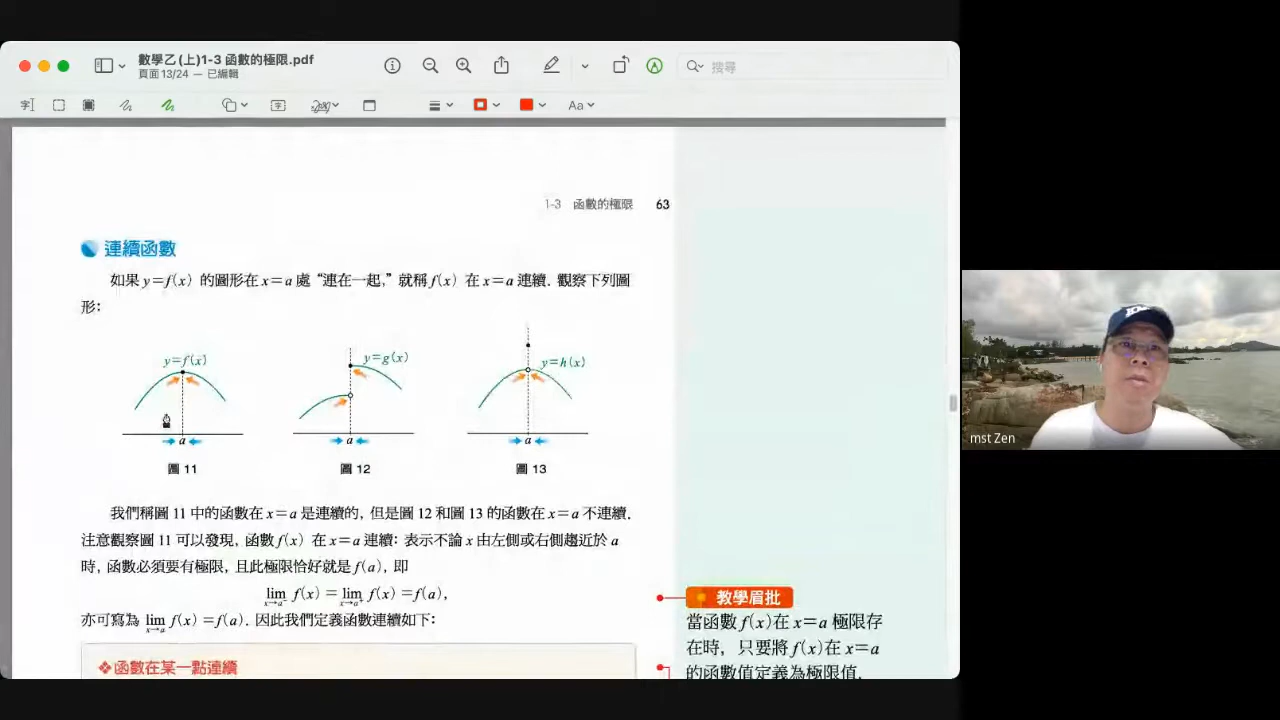 數學乙(上)1-3 函數的極限.pdf
頁面 13/24 — 已編輯
搜尋
Aa
1-3 函數的極限 63
連續函數
如果 y=f(x) 的圖形在 x=a 處“連在一起,”就稱 f(x) 在 x=a 連續. 觀察下列圖
形:
y=f(x)
y=g(x)
y=h(x)
a
a
a
圖 11
圖 12
圖 13
我們稱圖 11 中的函數在 x=a 是連續的, 但是圖 12 和圖 13 的函數在 x=a 不連續.
注意觀察圖 11 可以發現, 函數 f(x) 在 x=a 連續: 表示不論 x 由左側或右側趨近於 a
時, 函數必須要有極限, 且此極限恰好就是 f(a), 即
lim x→a⁻ f(x) = lim x→a⁺ f(x) = f(a),
亦可寫為 lim x→a f(x) = f(a). 因此我們定義函數連續如下:
❖函數在某一點連續
教學眉批
當函數 f(x)在 x=a 極限存
在時, 只要將 f(x)在 x=a
的函數值定義為極限值.
mst Zen